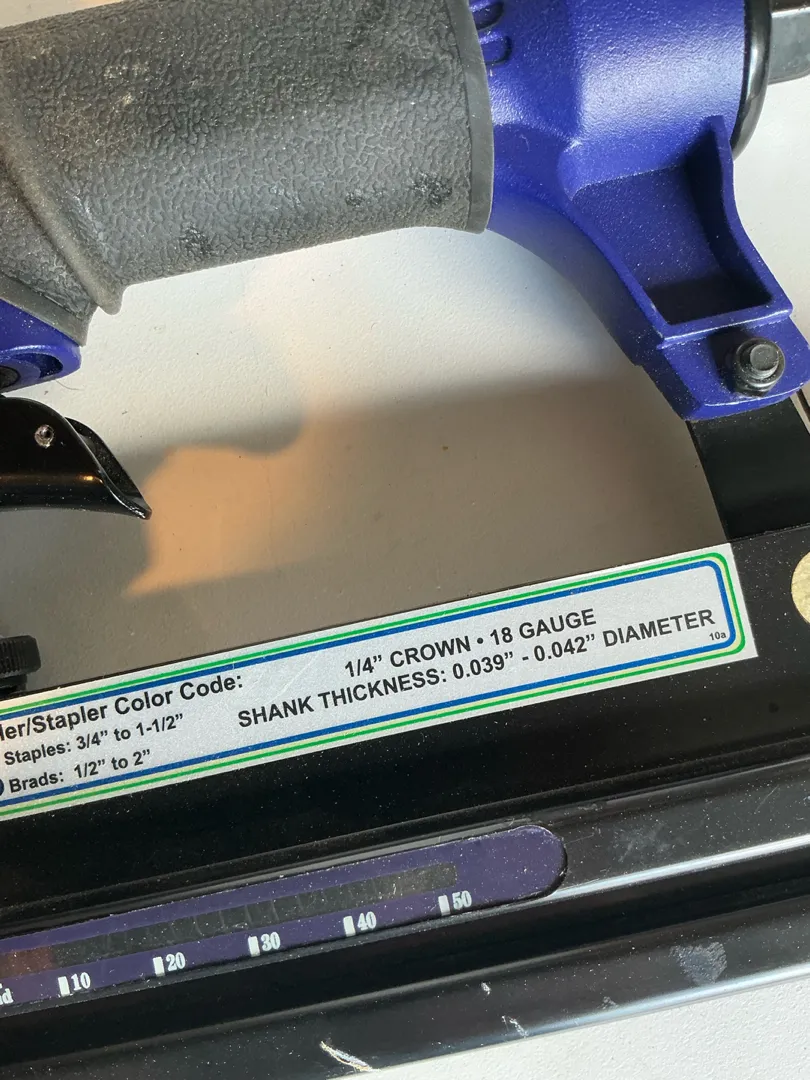 Stapler Color Code:
Staples: 3/4” to 1-1/2”
Brads: 1/2” to 2”
1/4” CROWN • 18 GAUGE
SHANK THICKNESS: 0.039” - 0.042” DIAMETER
10a
10 20 30 40 50